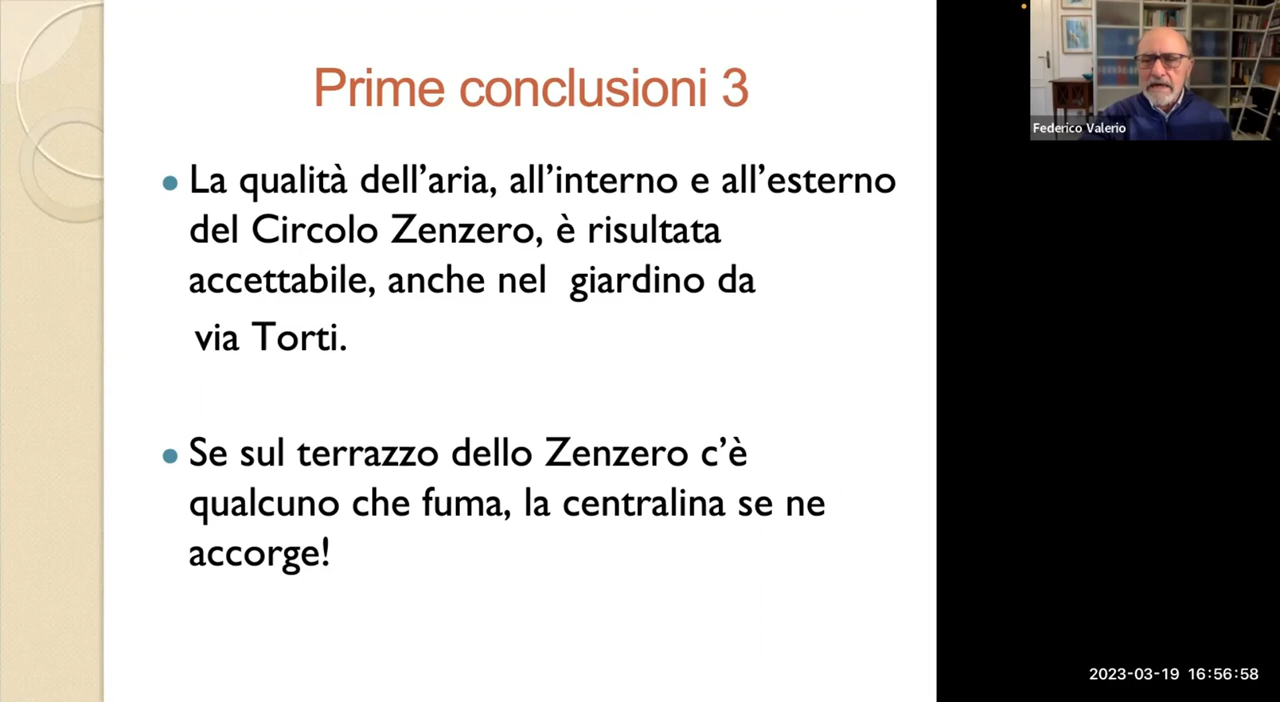 Prime conclusioni 3
La qualità dell’aria, all’interno e all’esterno
del Circolo Zenzero, è risultata
accettabile, anche nel giardino da
via Torti.
Se sul terrazzo dello Zenzero c’è
qualcuno che fuma, la centralina se ne
accorge!
Federico Valerio
2023-03-19 16:56:58